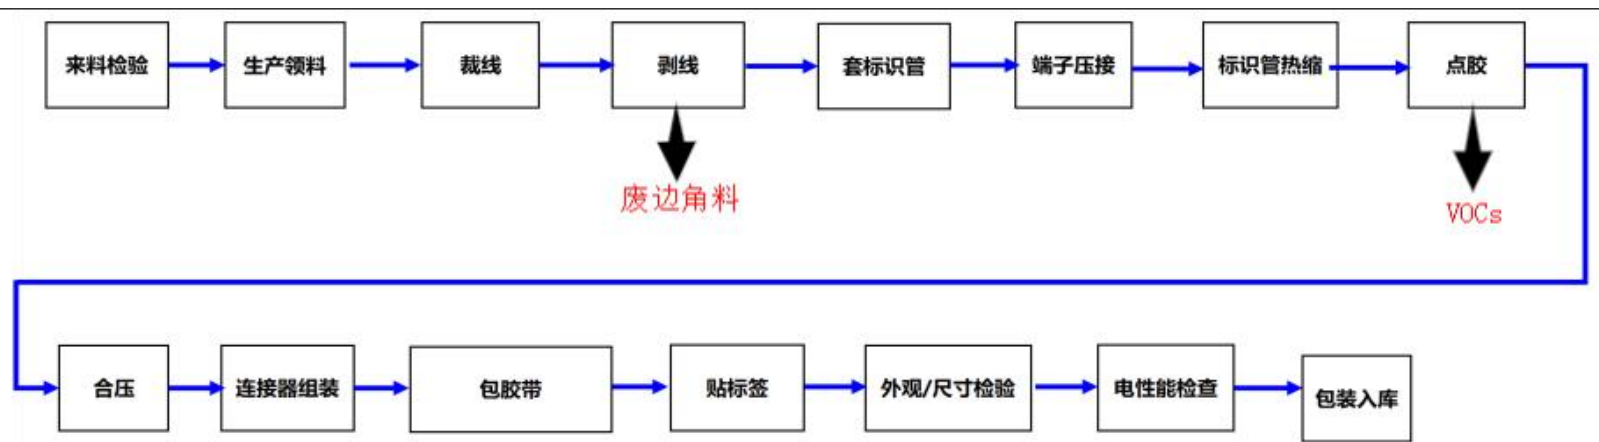 来料检验
生产领料
裁线
剥线
套标识管
端子压接
标识管热缩
点胶
废边角料
VOCs
合压
连接器组装
包胶带
贴标签
外观/尺寸检验
电性能检查
包装入库